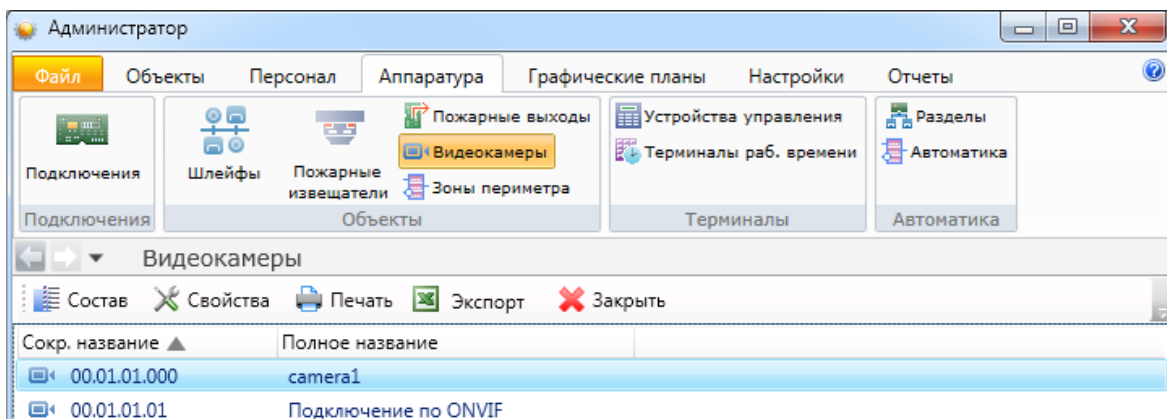 Администратор
Файл Объекты Персонал Аппаратура Графические планы Настройки Отчеты
Пожарные выходы Устройства управления Разделы
Видеокамеры Терминалы раб. времени Автоматика
Подключения Шлейфы Пожарные извещатели Зоны периметра
Подключения Объекты Терминалы Автоматика
Видеокамеры
Состав Свойства Печать Экспорт Закрыть
Сокр. название Полное название
00.01.01.000 camera1
00.01.01.01 Подключение по ONVIF